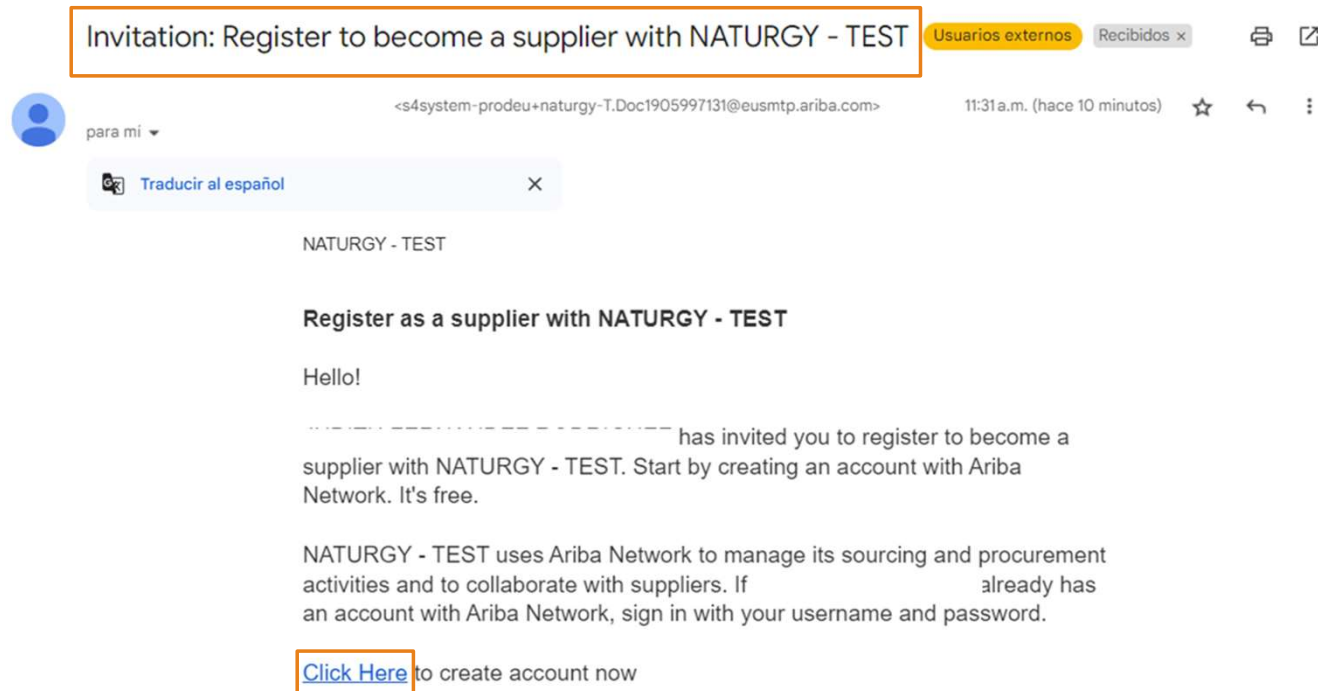 Invitation: Register to become a supplier with NATURGY - TEST Usuarios externos Recibidos ×
<s4system-prodeu+naturgy-T.Doc1905997131@eusmtp.ariba.com> 11:31 a.m. (hace 10 minutos)
para mí
Traducir al español
NATURGY - TEST
Register as a supplier with NATURGY - TEST
Hello!
has invited you to register to become a
supplier with NATURGY - TEST. Start by creating an account with Ariba
Network. It's free.
NATURGY - TEST uses Ariba Network to manage its sourcing and procurement
activities and to collaborate with suppliers. If already has
an account with Ariba Network, sign in with your username and password.
Click Here to create account now